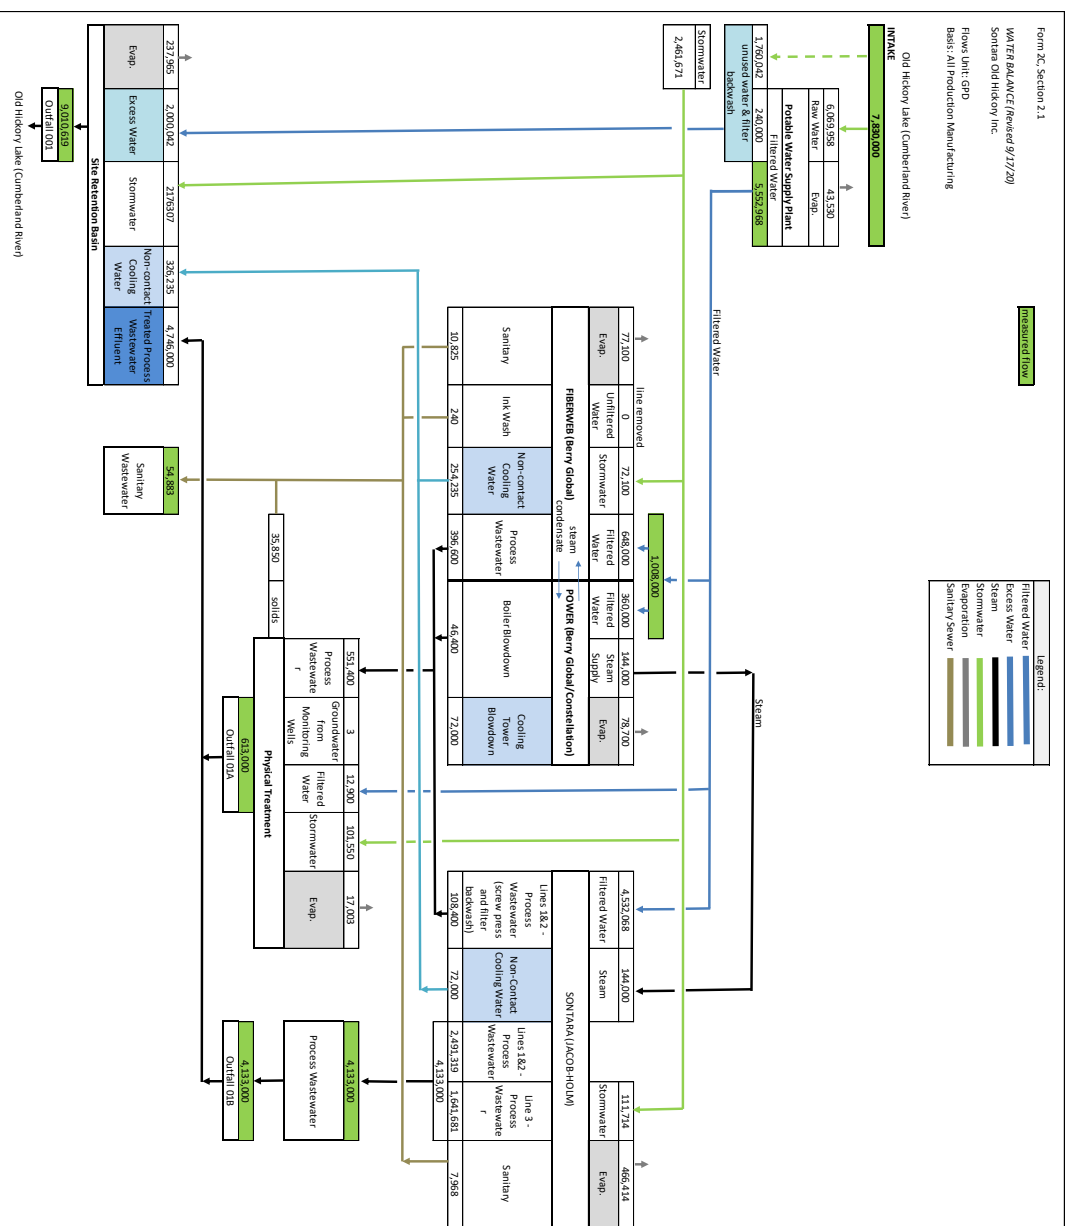 Form 2C, Section 2.1
WATER BALANCE (Revised 9/17/20)
Sontara Old Hickory Inc.
Flows Unit: GPD
Basis: All Production Manufacturing
measured flow
Legend:
Filtered Water
Excess Water
Steam
Stormwater
Evaporation
Sanitary Sewer
Old Hickory Lake (Cumberland River)
INTAKE
7,830,000
6,069,958
Raw Water
43,530
Evap.
Potable Water Supply Plant
Filtered Water
1,760,042
240,000
5,552,968
unused water & filter
backwash
Stormwater
2,461,671
Filtered Water
Steam
1,008,000
line removed
77,100
Evap.
0
Unfiltered
Water
72,100
Stormwater
648,000
Filtered
Water
360,000
Filtered
Water
144,000
Steam
Supply
78,700
Evap.
FIBERWEB (Berry Global)
steam
condensate
POWER (Berry Global/Constellation)
Sanitary
10,825
Ink Wash
240
Non-contact
Cooling
Water
254,235
Process
Wastewater
396,600
Boiler Blowdown
46,400
Cooling
Tower
Blowdown
72,000
4,532,068
Filtered Water
144,000
Steam
111,714
Stormwater
466,414
Evap.
SONTARA (JACOB-HOLM)
Lines 1&2 -
Process
Wastewater
(screw press
and filter
backwash)
108,400
Non-Contact
Cooling Water
72,000
Lines 1&2 -
Process
Wastewater
2,491,319
Line 3 -
Process
Wastewate
r
1,641,681
Sanitary
7,968
4,133,000
551,400
Process
Wastewate
r
3
Groundwater
from
Monitoring
Wells
12,900
Filtered
Water
101,550
Stormwater
17,003
Evap.
Physical Treatment
35,850
solids
613,000
Outfall 01A
4,133,000
Process Wastewater
4,133,000
Outfall 01B
54,883
Sanitary
Wastewater
237,965
Evap.
2,000,042
Excess Water
2176307
Stormwater
326,235
Non-contact
Cooling
Water
4,746,000
Treated Process
Wastewater
Effluent
Site Retention Basin
9,010,619
Outfall 001
Old Hickory Lake (Cumberland River)